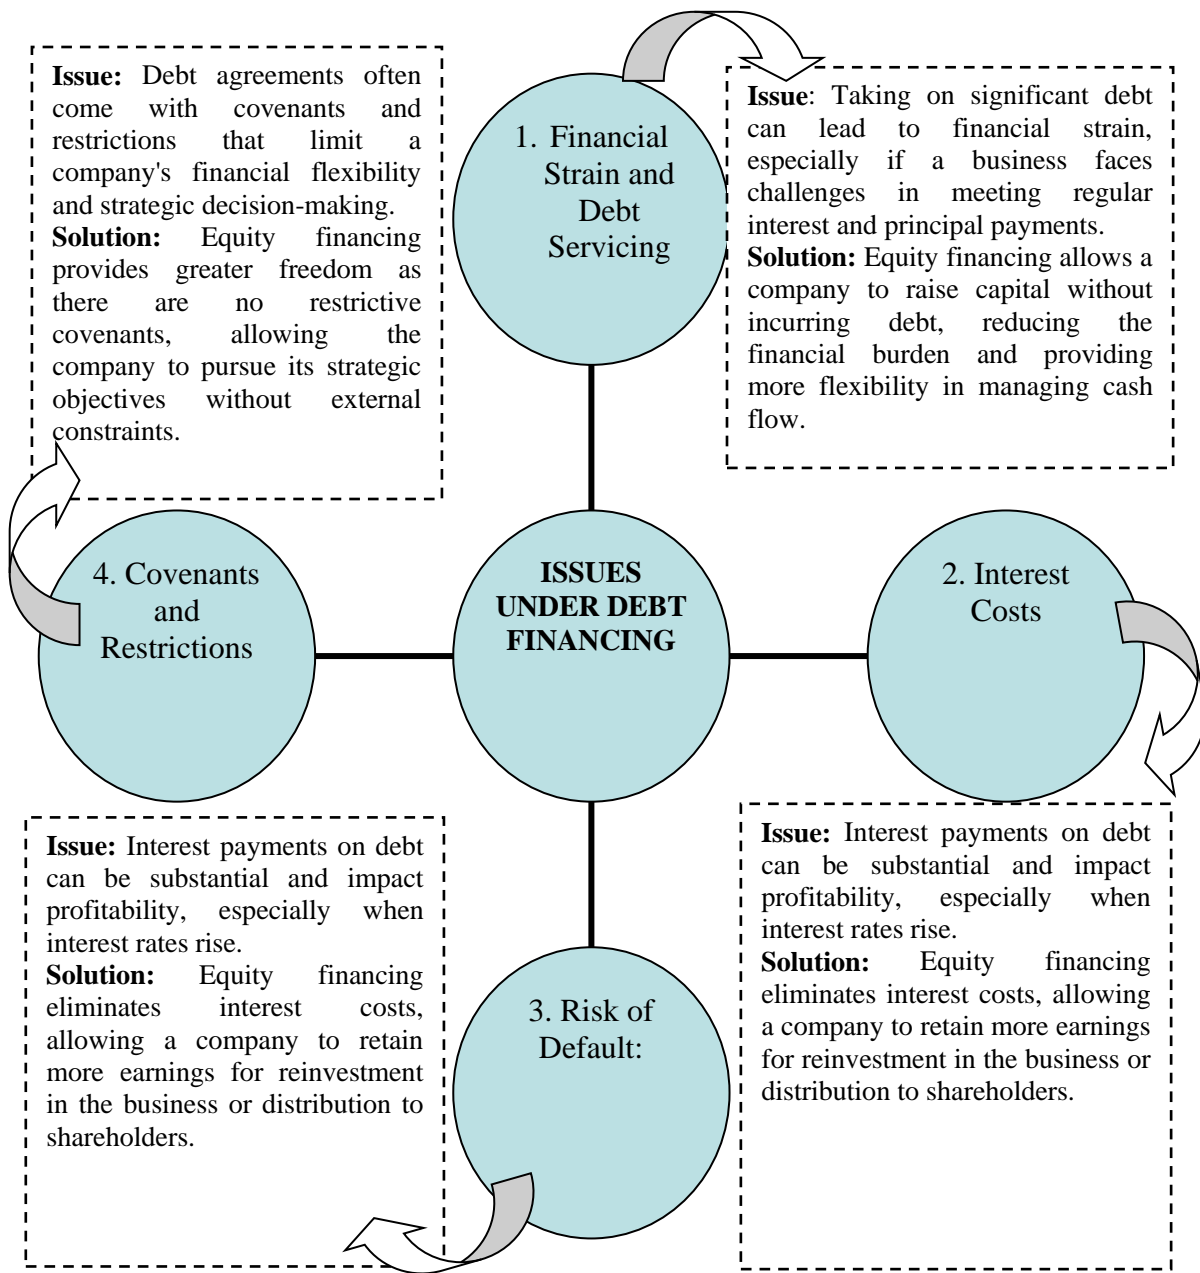 Issue: Debt agreements often
come with covenants and
restrictions that limit a
company's financial flexibility
and strategic decision-making.
Solution: Equity financing
provides greater freedom as
there are no restrictive
covenants, allowing the
company to pursue its strategic
objectives without external
constraints.
1. Financial
Strain and
Debt
Servicing
Issue: Taking on significant debt
can lead to financial strain,
especially if a business faces
challenges in meeting regular
interest and principal payments.
Solution: Equity financing allows a
company to raise capital without
incurring debt, reducing the
financial burden and providing
more flexibility in managing cash
flow.
4. Covenants
and
Restrictions
ISSUES
UNDER DEBT
FINANCING
2. Interest
Costs
Issue: Interest payments on debt
can be substantial and impact
profitability, especially when
interest rates rise.
Solution: Equity financing
eliminates interest costs,
allowing a company to retain
more earnings for reinvestment
in the business or distribution to
shareholders.
3. Risk of
Default:
Issue: Interest payments on debt
can be substantial and impact
profitability, especially when
interest rates rise.
Solution: Equity financing
eliminates interest costs, allowing
a company to retain more earnings
for reinvestment in the business or
distribution to shareholders.